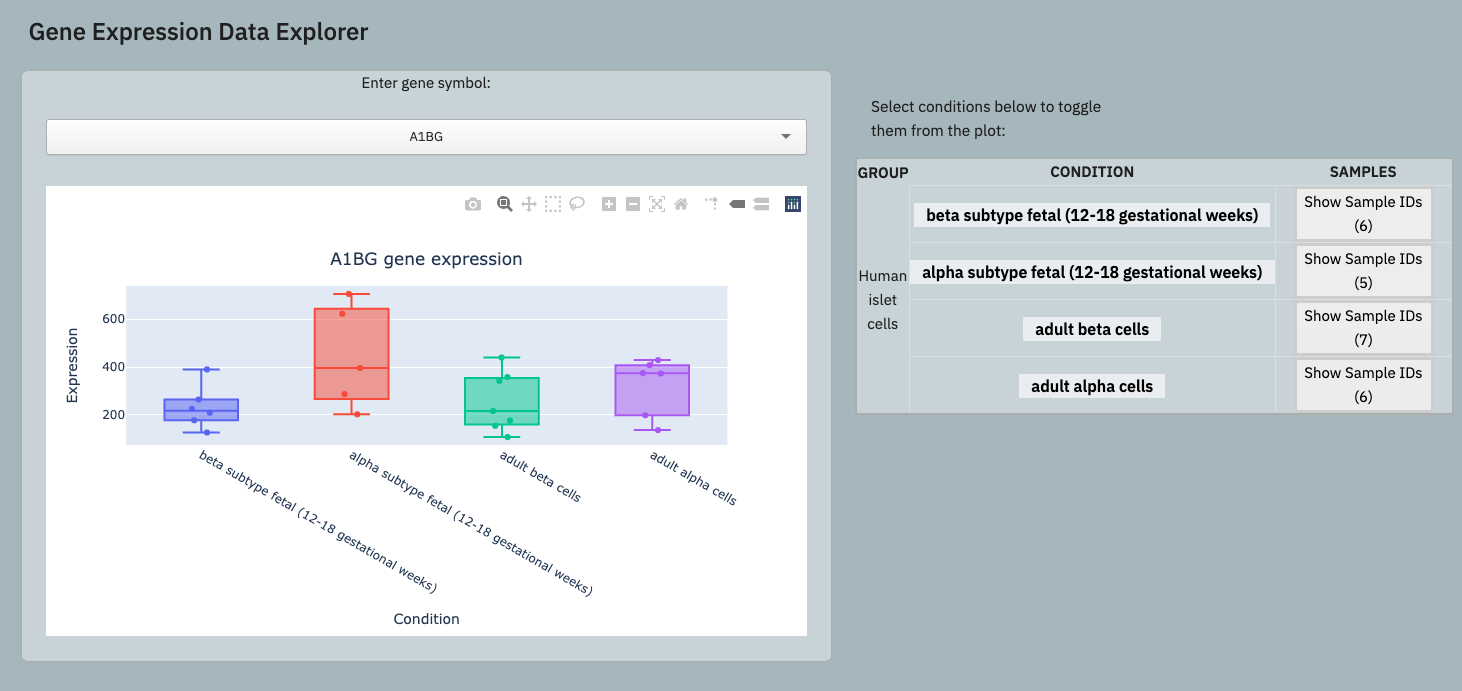 Gene Expression Data Explorer
Enter gene symbol:
A1BG
A1BG gene expression
Expression
600
400
200
beta subtype fetal (12-18 gestational weeks)
alpha subtype fetal (12-18 gestational weeks)
adult beta cells
adult alpha cells
Condition
Select conditions below to toggle
them from the plot:
GROUP CONDITION SAMPLES
Human
islet
cells
beta subtype fetal (12-18 gestational weeks)
Show Sample IDs
(6)
alpha subtype fetal (12-18 gestational weeks)
Show Sample IDs
(5)
adult beta cells
Show Sample IDs
(7)
adult alpha cells
Show Sample IDs
(6)